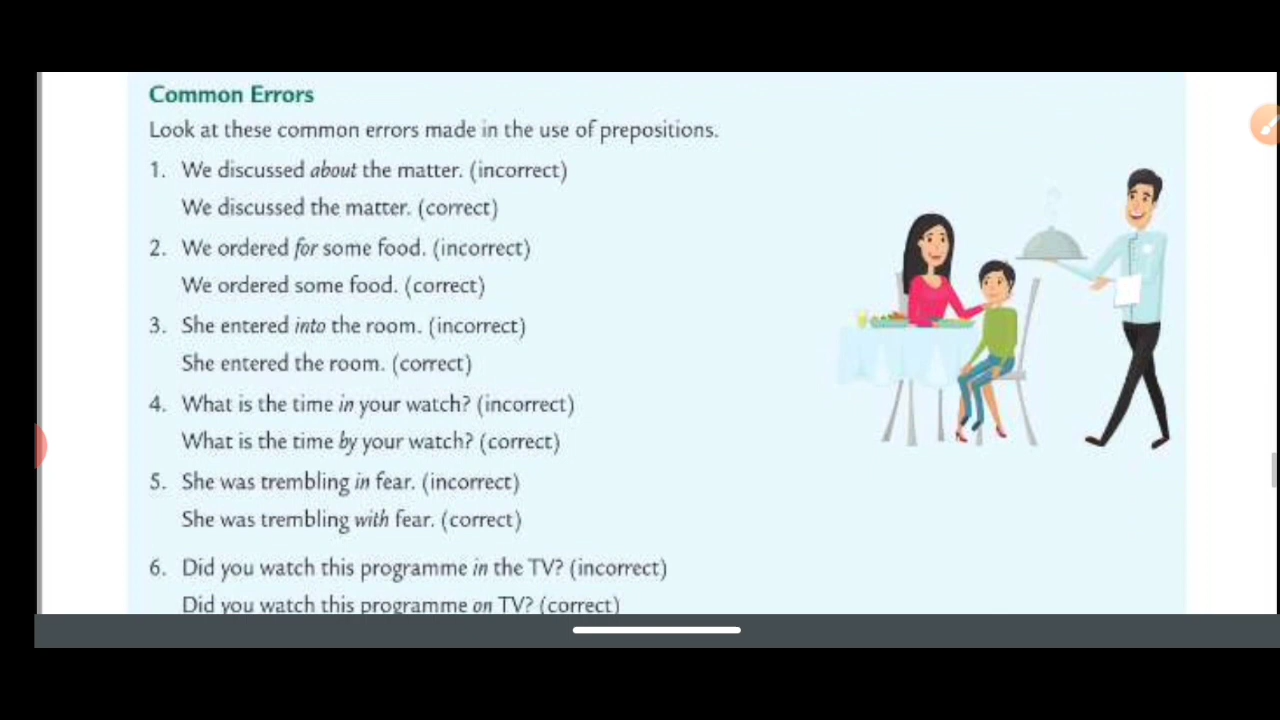 Common Errors
Look at these common errors made in the use of prepositions.
1. We discussed about the matter. (incorrect)
We discussed the matter. (correct)
2. We ordered for some food. (incorrect)
We ordered some food. (correct)
3. She entered into the room. (incorrect)
She entered the room. (correct)
4. What is the time in your watch? (incorrect)
What is the time by your watch? (correct)
5. She was trembling in fear. (incorrect)
She was trembling with fear. (correct)
6. Did you watch this programme in the TV? (incorrect)
Did you watch this programme on TV? (correct)